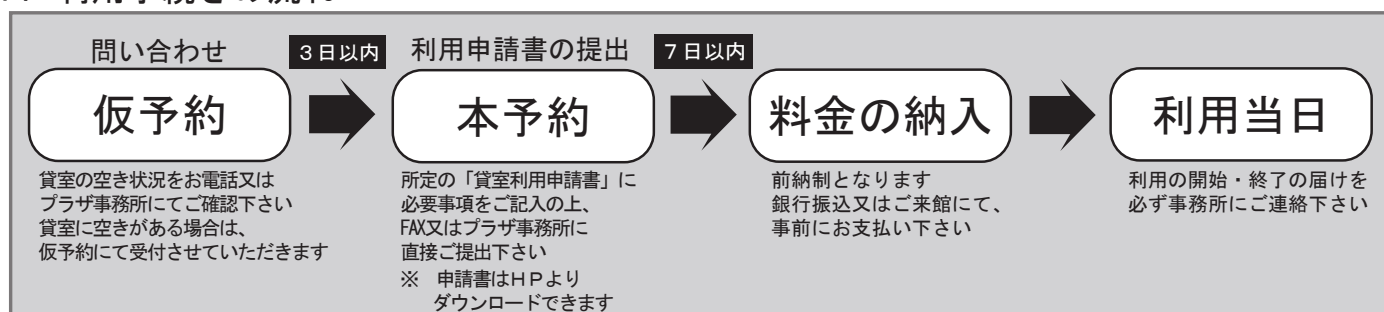 問い合わせ
3日以内
利用申請書の提出
7日以内
仮予約
本予約
料金の納入
利用当日
貸室の空き状況をお電話又は
プラザ事務所にてご確認下さい
貸室に空きがある場合は、
仮予約にて受付させていただきます
所定の「貸室利用申請書」に
必要事項をご記入の上、
FAX又はプラザ事務所に
直接ご提出下さい
※ 申請書はHPより
ダウンロードできます
前納制となります
銀行振込又はご来館にて、
事前にお支払い下さい
利用の開始・終了の届けを
必ず事務所にご連絡下さい